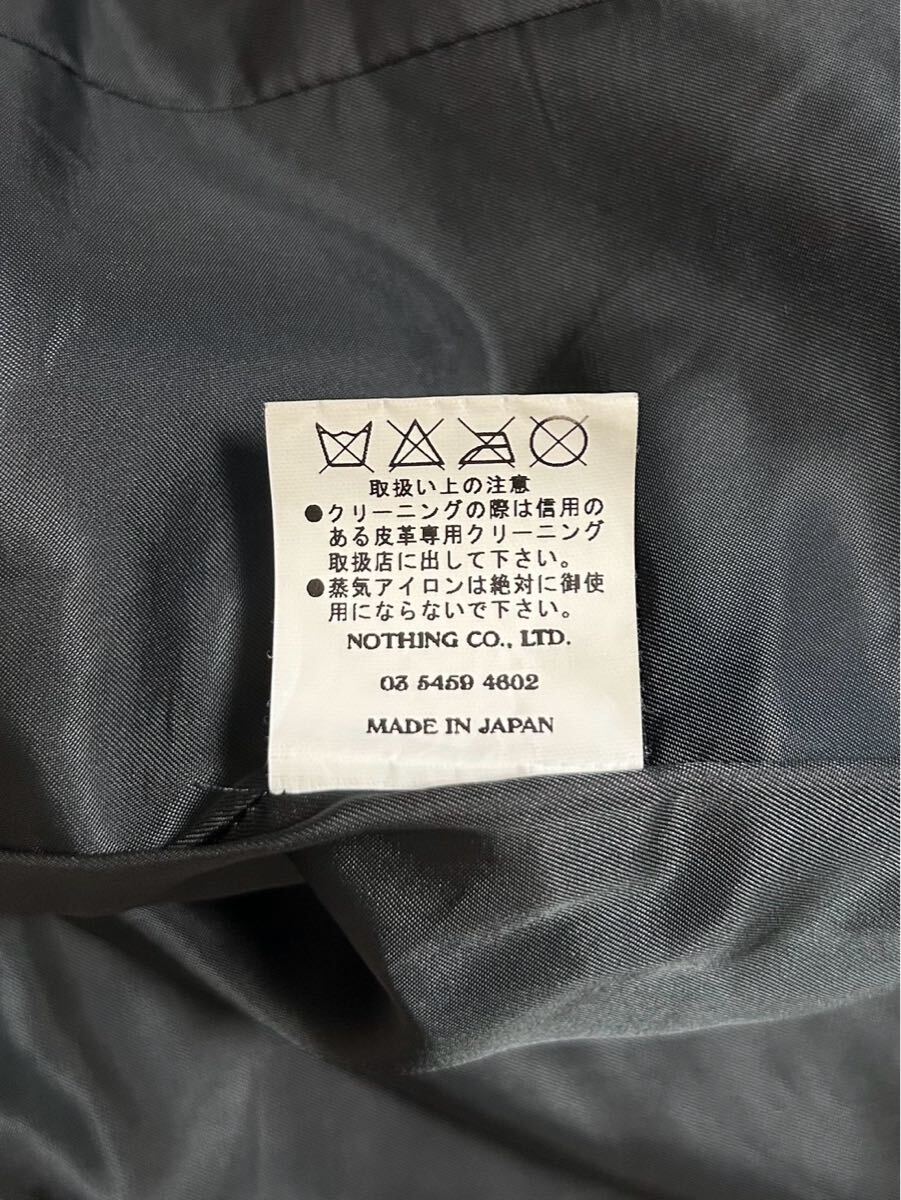 取扱い上の注意
●クリーニングの際は信用の
ある皮革専用クリーニング
取扱店に出して下さい。
●蒸気アイロンは絶対に御使
用にならないで下さい。
NOTHING CO., LTD.
03 5459 4602
MADE IN JAPAN